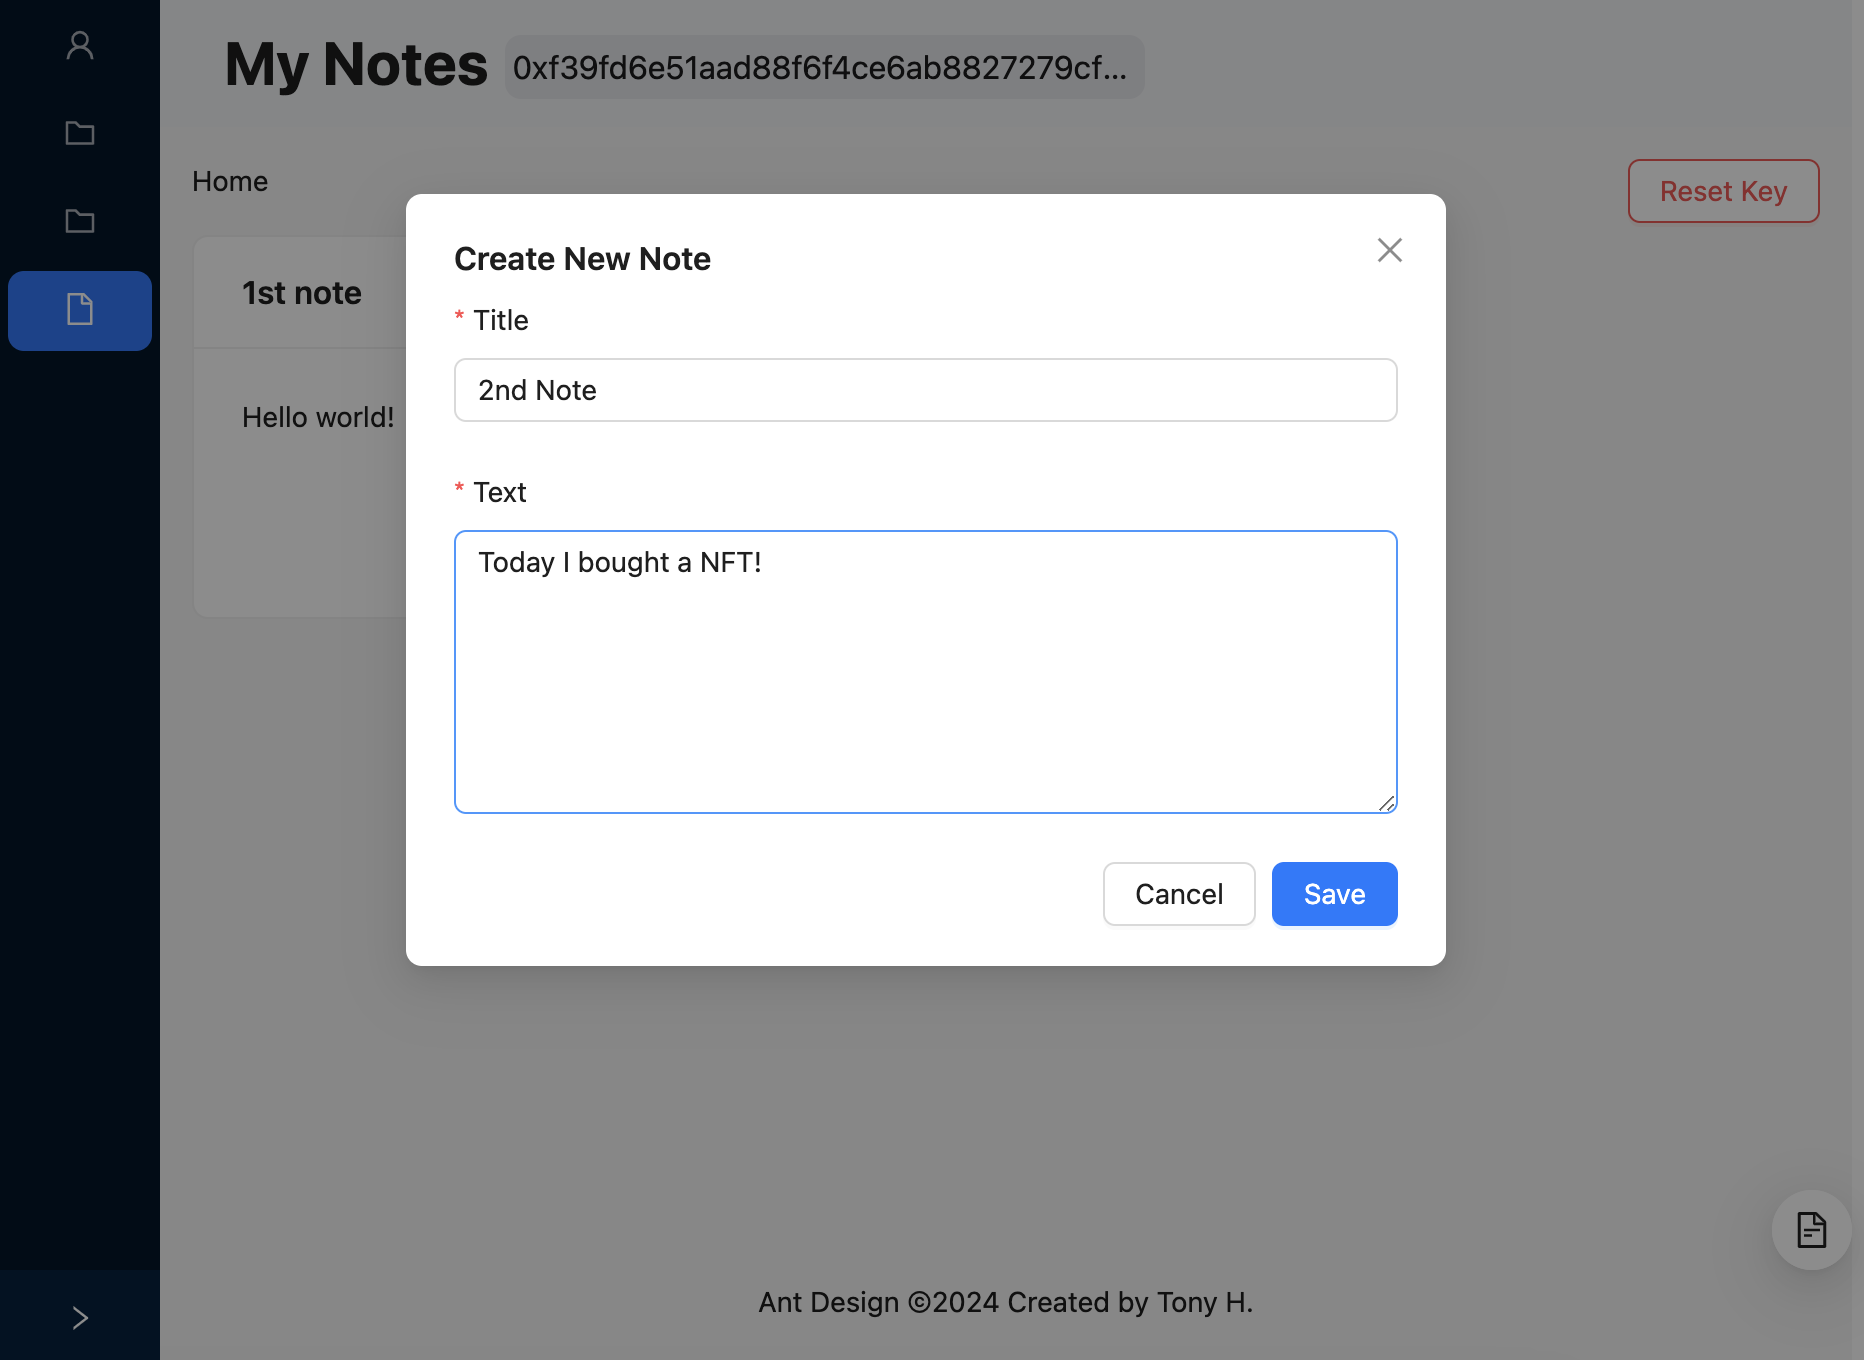 My Notes 0xf39fd6e51aad88f6f4ce6ab8827279cf...
Home
Reset Key
1st note
Hello world!
Create New Note
* Title
2nd Note
* Text
Today I bought a NFT!
Cancel
Save
Ant Design ©2024 Created by Tony H.